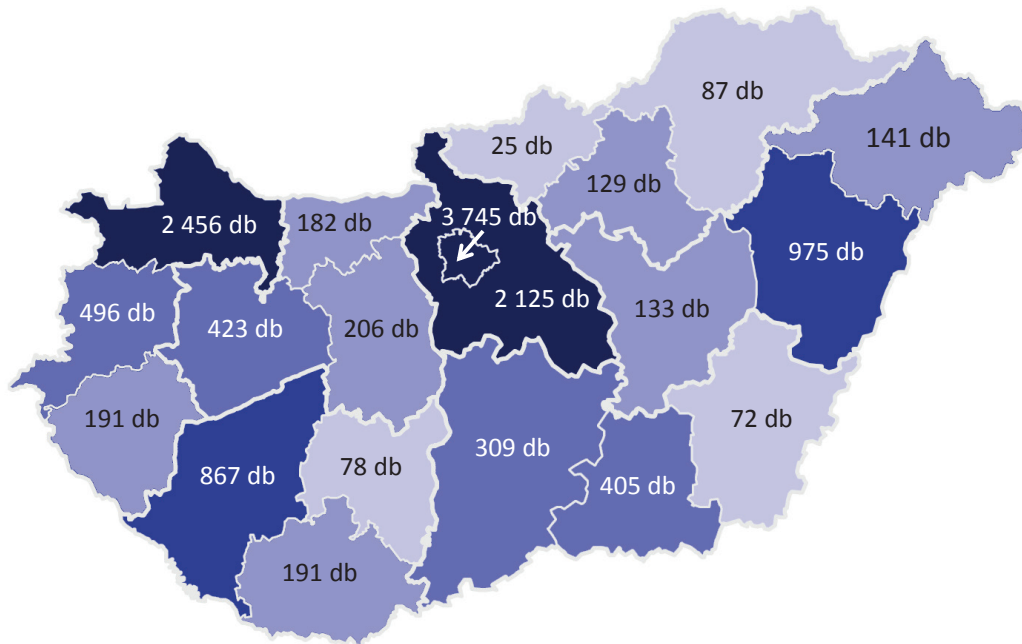 87 db
25 db
141 db
129 db
3 745 db
182 db
2 456 db
975 db
2 125 db
133 db
496 db
423 db
206 db
191 db
72 db
309 db
867 db
78 db
405 db
191 db